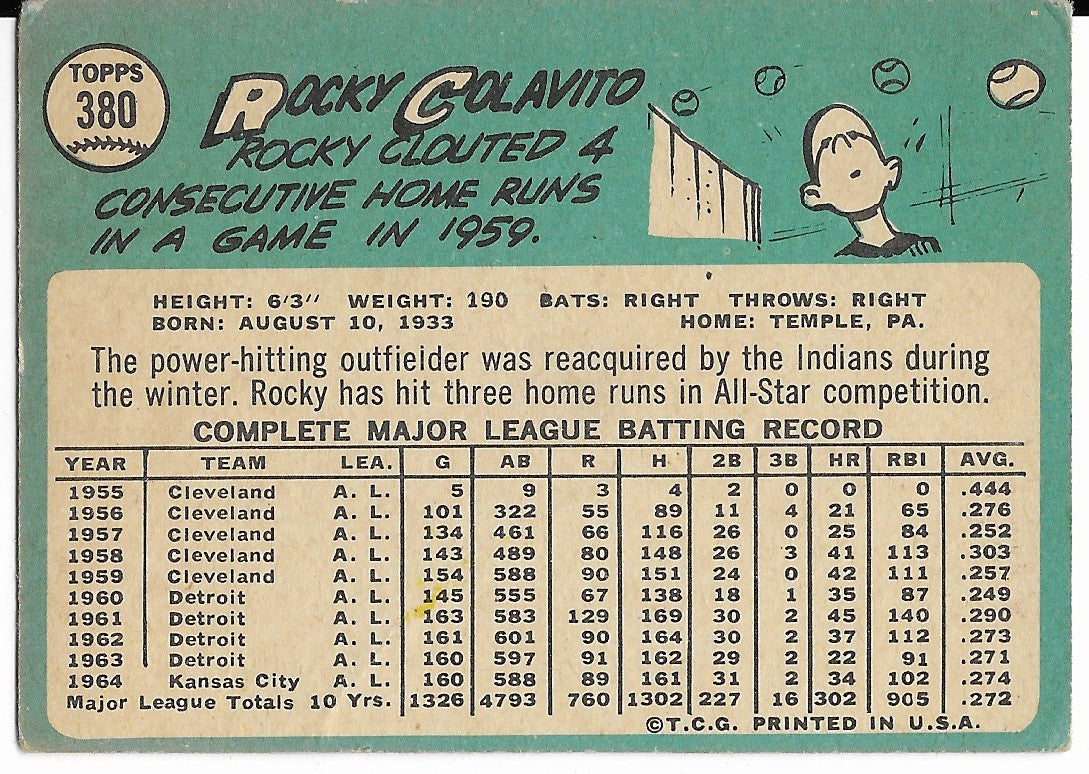 TOPPS
380
ROCKY COLAVITO
ROCKY CLOUTED 4
CONSECUTIVE HOME RUNS
IN A GAME IN 1959.
HEIGHT: 6'3" WEIGHT: 190 BATS: RIGHT THROWS: RIGHT
BORN: AUGUST 10, 1933 HOME: TEMPLE, PA.
The power-hitting outfielder was reacquired by the Indians during
the winter. Rocky has hit three home runs in All-Star competition.
COMPLETE MAJOR LEAGUE BATTING RECORD
YEAR TEAM LEA. G AB R H 2B 3B HR RBI AVG.
1955 Cleveland A. L. 5 9 3 4 2 0 0 0 .444
1956 Cleveland A. L. 101 322 55 89 11 4 21 65 .276
1957 Cleveland A. L. 134 461 66 116 26 0 25 84 .252
1958 Cleveland A. L. 143 489 80 148 26 3 41 113 .303
1959 Cleveland A. L. 154 588 90 151 24 0 42 111 .257
1960 Detroit A. L. 145 555 67 138 18 1 35 87 .249
1961 Detroit A. L. 163 583 129 169 30 2 45 140 .290
1962 Detroit A. L. 161 601 90 164 30 2 37 112 .273
1963 Detroit A. L. 160 597 91 162 29 2 22 91 .271
1964 Kansas City A. L. 160 588 89 161 31 2 34 102 .274
Major League Totals 10 Yrs. 1326 4793 760 1302 227 16 302 905 .272
©T.C.G. PRINTED IN U.S.A.